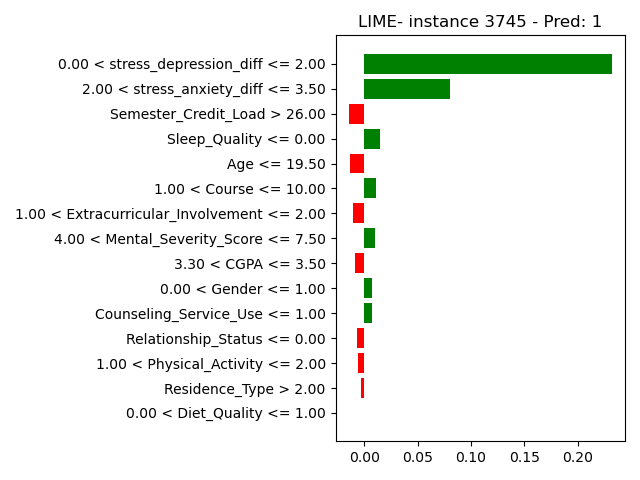 LIME- instance 3745 - Pred: 1
0.00 < stress_depression_diff <= 2.00
2.00 < stress_anxiety_diff <= 3.50
Semester_Credit_Load > 26.00
Sleep_Quality <= 0.00
Age <= 19.50
1.00 < Course <= 10.00
1.00 < Extracurricular_Involvement <= 2.00
4.00 < Mental_Severity_Score <= 7.50
3.30 < CGPA <= 3.50
0.00 < Gender <= 1.00
Counseling_Service_Use <= 1.00
Relationship_Status <= 0.00
1.00 < Physical_Activity <= 2.00
Residence_Type > 2.00
0.00 < Diet_Quality <= 1.00
0.00 0.05 0.10 0.15 0.20